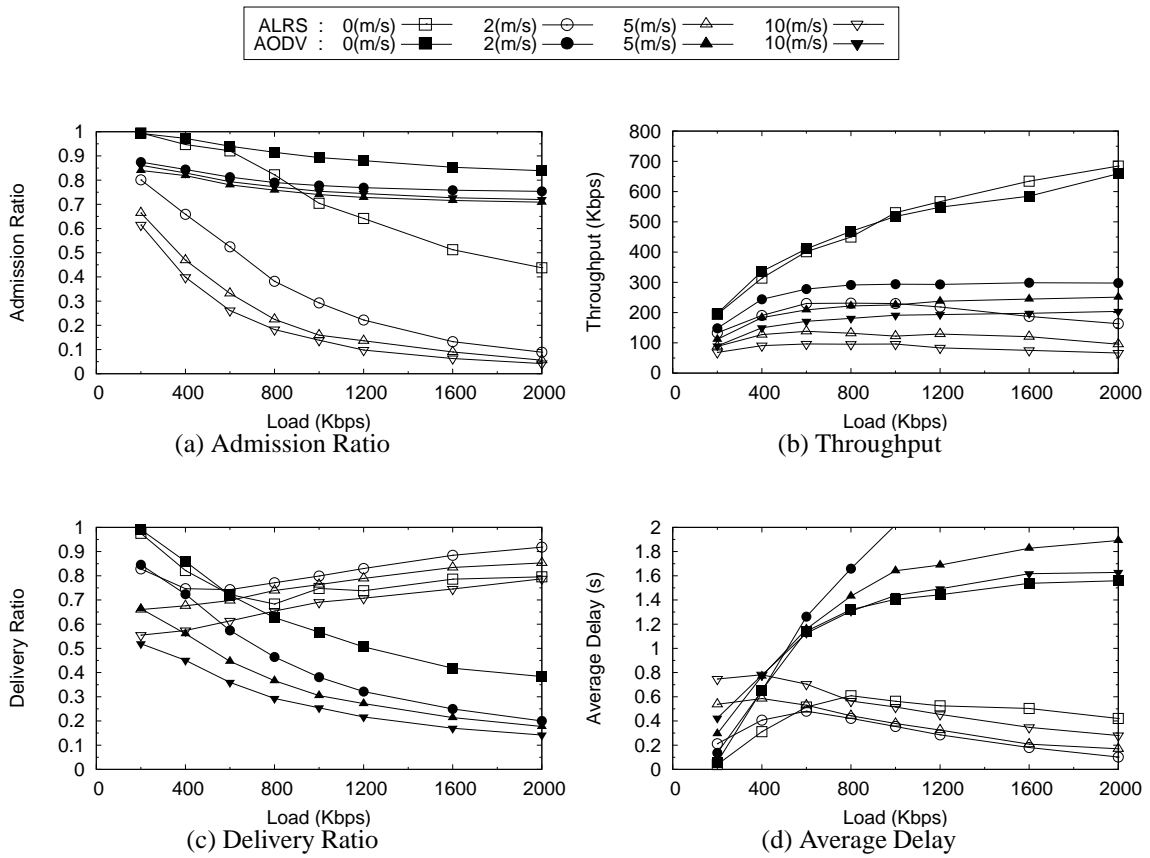 ALRS : 0(m/s) 2(m/s) 5(m/s) 10(m/s)
AODV : 0(m/s) 2(m/s) 5(m/s) 10(m/s)
1
0.9
0.8
0.7
0.6
0.5
0.4
0.3
0.2
0.1
0
Admission Ratio
0 400 800 1200 1600 2000
Load (Kbps)
(a) Admission Ratio
800
700
600
500
400
300
200
100
0
Throughput (Kbps)
0 400 800 1200 1600 2000
Load (Kbps)
(b) Throughput
1
0.9
0.8
0.7
0.6
0.5
0.4
0.3
0.2
0.1
0
Delivery Ratio
0 400 800 1200 1600 2000
Load (Kbps)
(c) Delivery Ratio
2
1.8
1.6
1.4
1.2
1
0.8
0.6
0.4
0.2
0
Average Delay (s)
0 400 800 1200 1600 2000
Load (Kbps)
(d) Average Delay